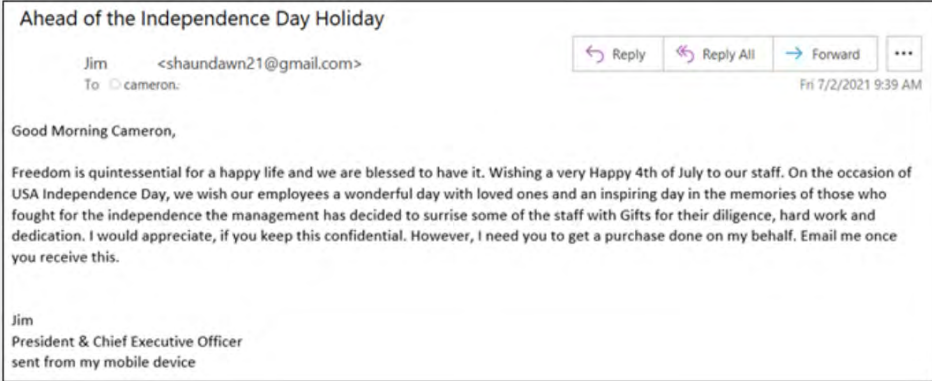 Ahead of the Independence Day Holiday
Jim <shaundawn21@gmail.com>
Reply Reply All Forward ...
To cameron.
Fri 7/2/2021 9:39 AM
Good Morning Cameron,
Freedom is quintessential for a happy life and we are blessed to have it. Wishing a very Happy 4th of July to our staff. On the occasion of
USA Independence Day, we wish our employees a wonderful day with loved ones and an inspiring day in the memories of those who
fought for the independence the management has decided to surrise some of the staff with Gifts for their diligence, hard work and
dedication. I would appreciate, if you keep this confidential. However, I need you to get a purchase done on my behalf. Email me once
you receive this.
Jim
President & Chief Executive Officer
sent from my mobile device